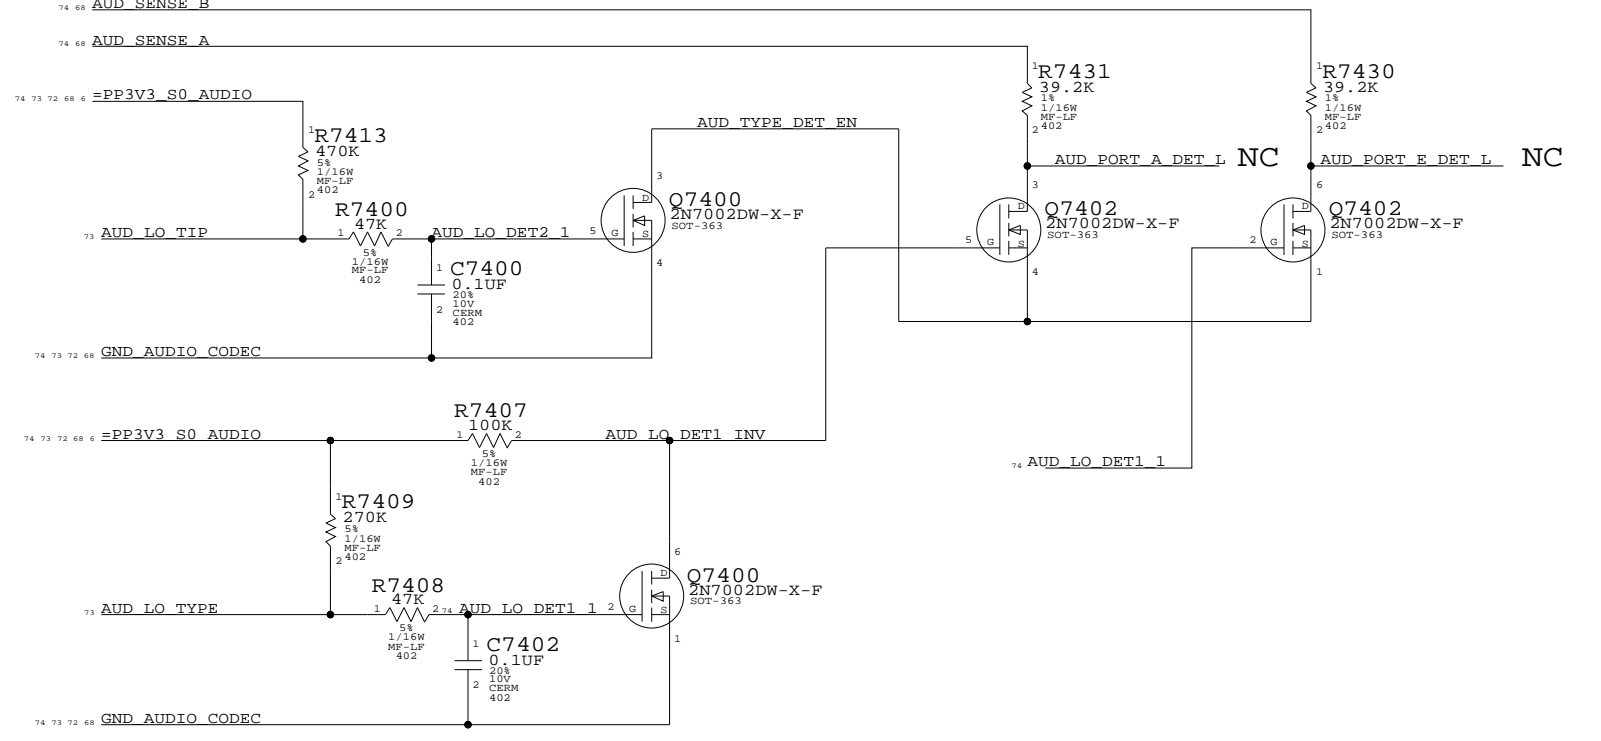 74 68 AUD_SENSE_B
74 68 AUD_SENSE_A
74 73 72 68 6 =PP3V3_S0_AUDIO
1
R7413
470K
5%
1/16W
MF-LF
402
2
73 AUD_LO_TIP
R7400
47K
1 2
5%
1/16W
MF-LF
402
AUD_LO_DET2_1
1
C7400
0.1UF
20%
10V
CERM
402
2
74 73 72 68 GND_AUDIO_CODEC
AUD_TYPE_DET_EN
3
Q7400
2N7002DW-X-F
SOT-363
D
5 G S
4
1
R7431
39.2K
1%
1/16W
MF-LF
402
2
AUD_PORT_A_DET_L NC
3
Q7402
2N7002DW-X-F
SOT-363
D
5 G S
4
1
R7430
39.2K
1%
1/16W
MF-LF
402
2
AUD_PORT_E_DET_L NC
6
Q7402
2N7002DW-X-F
SOT-363
D
2 G S
1
74 73 72 68 6 =PP3V3_S0_AUDIO
R7407
100K
1 2
5%
1/16W
MF-LF
402
AUD_LO_DET1_INV
74 AUD_LO_DET1_1
1
R7409
270K
5%
1/16W
MF-LF
402
2
73 AUD_LO_TYPE
R7408
47K
1 2
5%
1/16W
MF-LF
402
74 AUD_LO_DET1_1
6
Q7400
2N7002DW-X-F
SOT-363
D
2 G S
1
1
C7402
0.1UF
20%
10V
CERM
402
2
74 73 72 68 GND_AUDIO_CODEC